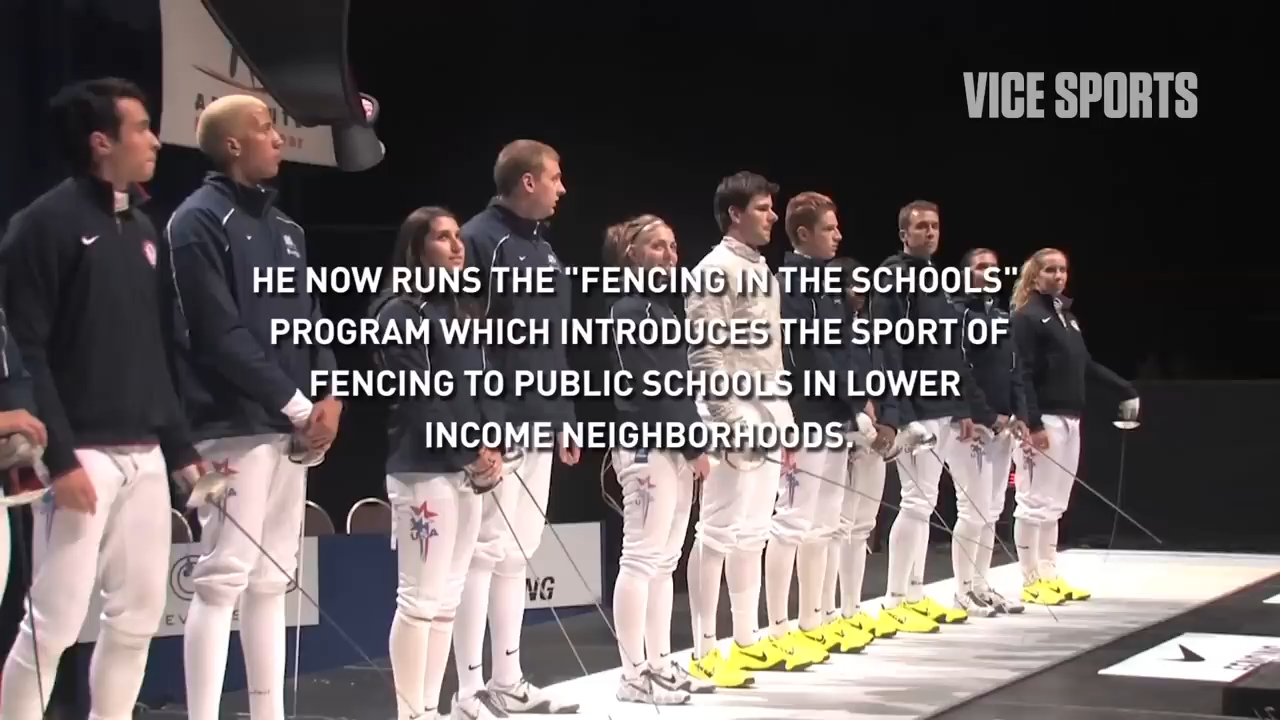 VICE SPORTS
HE NOW RUNS THE "FENCING IN THE SCHOOLS"
PROGRAM WHICH INTRODUCES THE SPORT OF
FENCING TO PUBLIC SCHOOLS IN LOWER
INCOME NEIGHBORHOODS.
USA